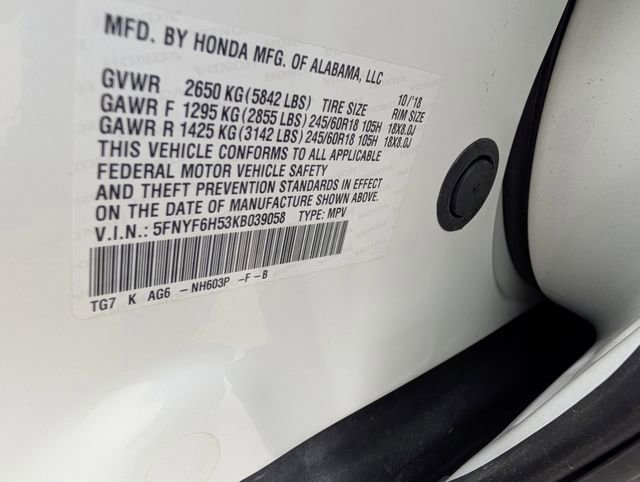 MFD. BY HONDA MFG. OF ALABAMA, LLC
10/'18
GVWR 2650 KG (5842 LBS) TIRE SIZE RIM SIZE
GAWR F 1295 KG (2855 LBS) 245/60R18 105H 18X8.0J
GAWR R 1425 KG (3142 LBS) 245/60R18 105H 18X8.0J
THIS VEHICLE CONFORMS TO ALL APPLICABLE
FEDERAL MOTOR VEHICLE SAFETY
AND THEFT PREVENTION STANDARDS IN EFFECT
ON THE DATE OF MANUFACTURE SHOWN ABOVE.
V.I.N.: 5FNYF6H53KB039058 TYPE: MPV
TG7 K AG6 -NH603P -F-B